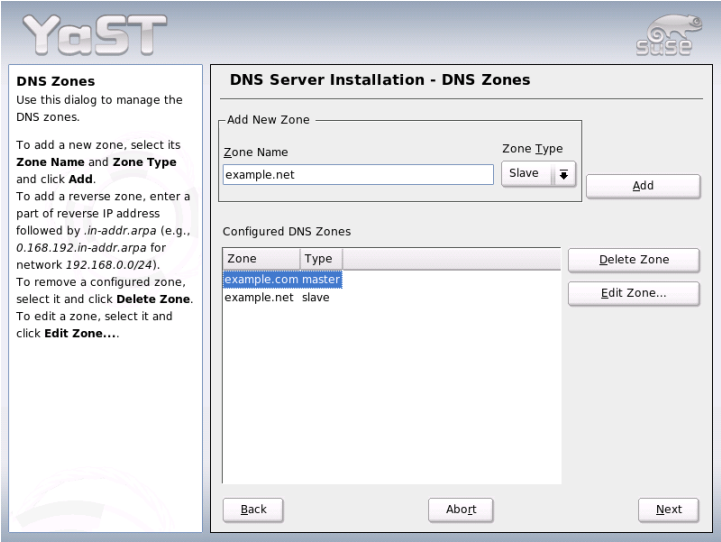 YaST
suse
DNS Zones
Use this dialog to manage the
DNS zones.
To add a new zone, select its
Zone Name and Zone Type
and click Add.
To add a reverse zone, enter a
part of reverse IP address
followed by .in-addr.arpa (e.g.,
0.168.192.in-addr.arpa for
network 192.168.0.0/24).
To remove a configured zone,
select it and click Delete Zone.
To edit a zone, select it and
click Edit Zone....
DNS Server Installation - DNS Zones
Add New Zone
Zone Name
Zone Type
example.net
Slave
Add
Configured DNS Zones
Zone Type
example.com master
example.net slave
Delete Zone
Edit Zone...
Back
Abort
Next